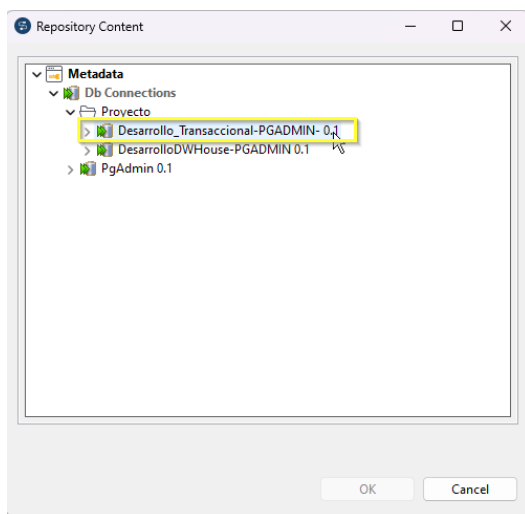 Repository Content
Metadata
Db Connections
Proyecto
Desarrollo_Transaccional-PGADMIN- 0.1
DesarrolloDWHouse-PGADMIN 0.1
PgAdmin 0.1
OK
Cancel